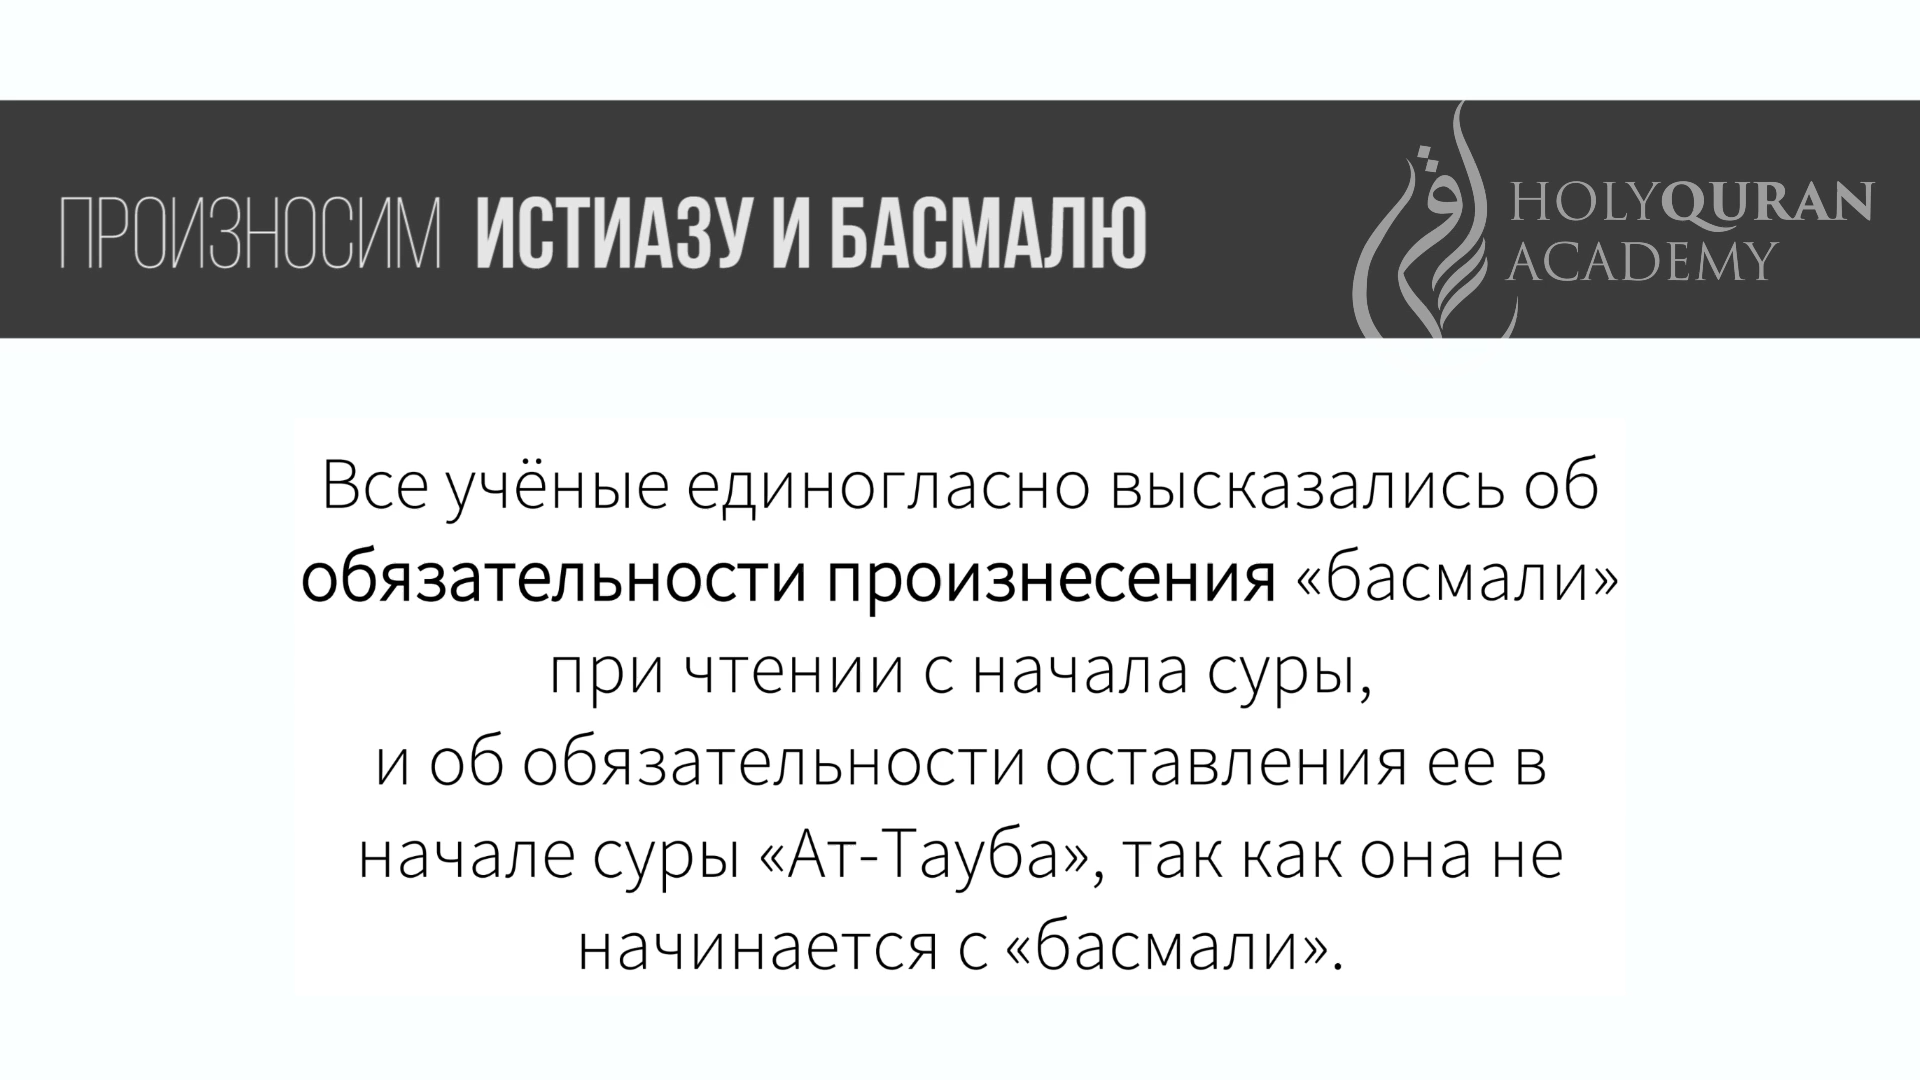 ПРОИЗНОСИМ ИСТИАЗУ И БАСМАЛЮ
HOLYQURAN
ACADEMY
Все учёные единогласно высказались об
обязательности произнесения «басмали»
при чтении с начала суры,
и об обязательности оставления ее в
начале суры «Ат-Тауба», так как она не
начинается с «басмали».